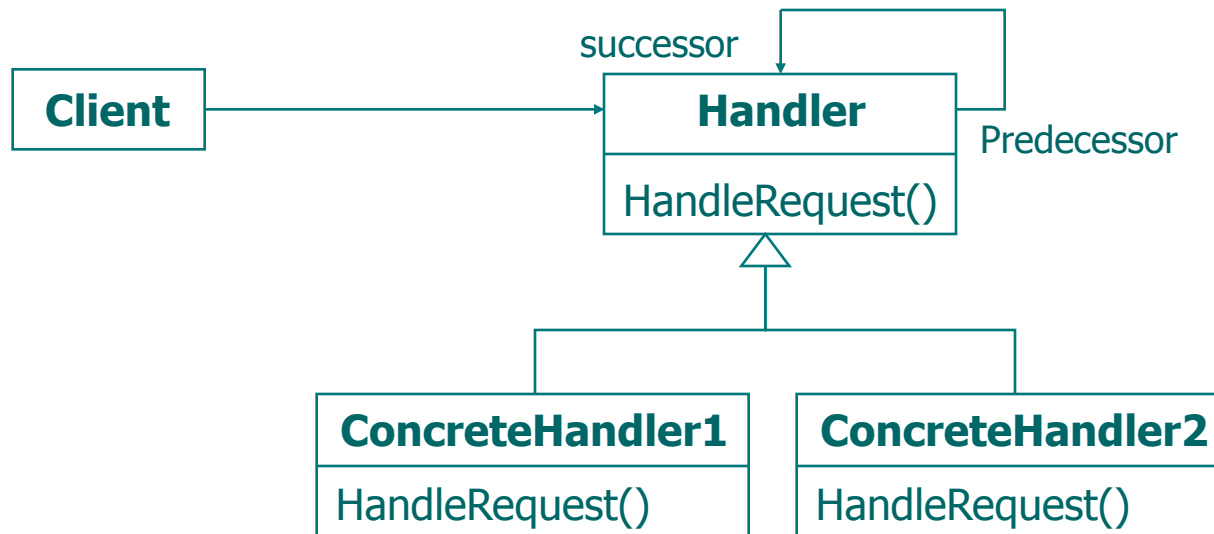 successor
Client
Handler
Predecessor
HandleRequest()
ConcreteHandler1
ConcreteHandler2
HandleRequest()
HandleRequest()